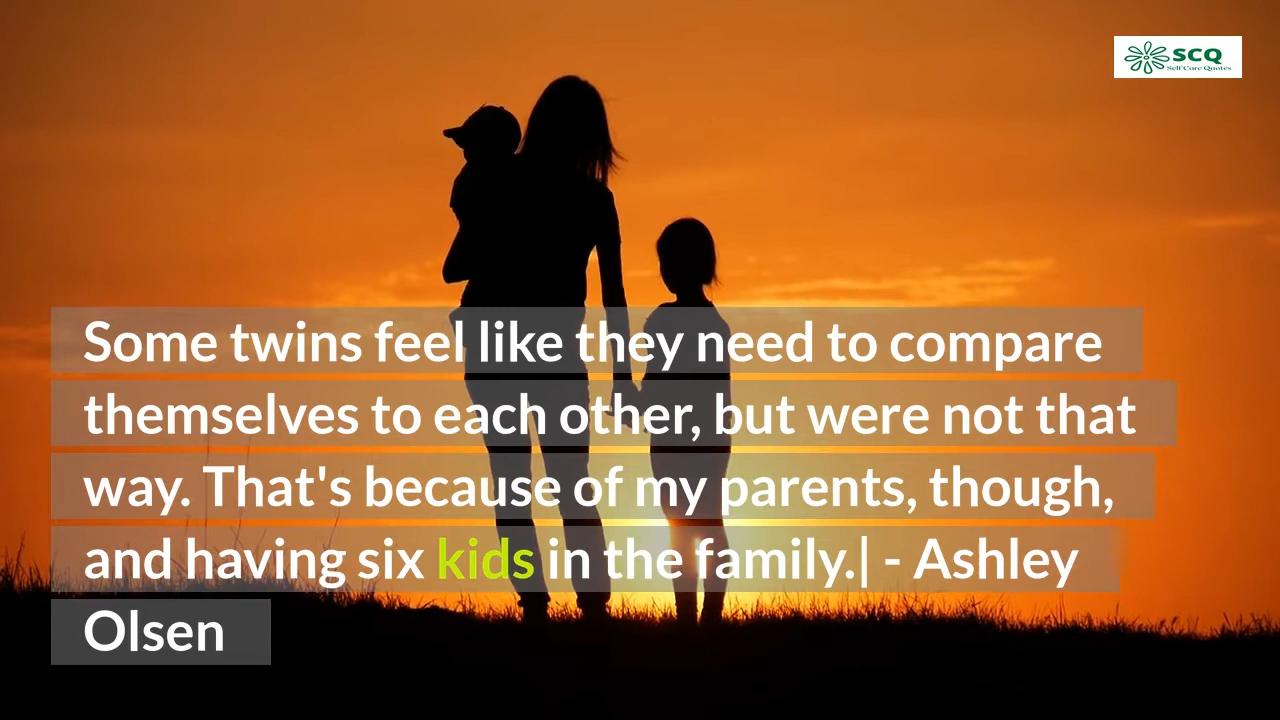 SCQ
Self Care Quotes
Some twins feel like they need to compare
themselves to each other, but were not that
way. That's because of my parents, though,
and having six kids in the family.| - Ashley
Olsen